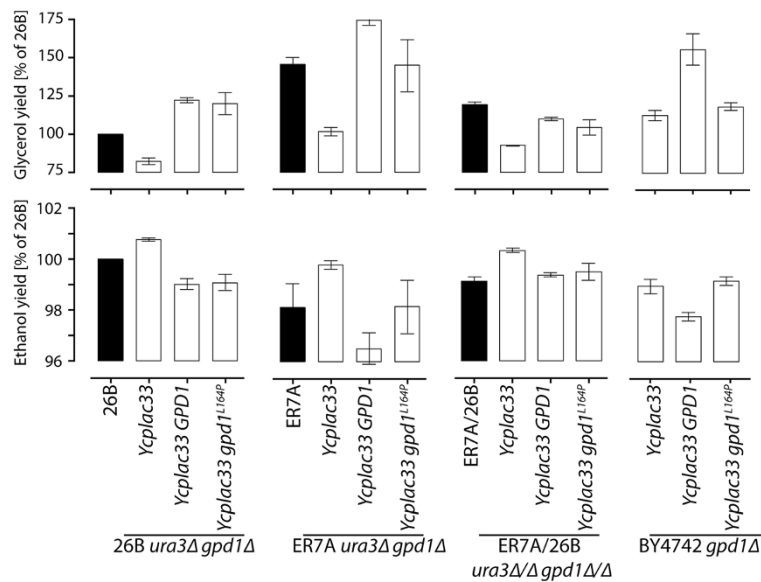 Glycerol yield [% of 26B]
175
150
125
100
75
Ethanol yield [% of 26B]
102
100
98
96
26B
Ycplac33
Ycplac33 GPD1
Ycplac33 gpd1L164P
ER7A
Ycplac33
Ycplac33 GPD1
Ycplac33 gpd1L164P
ER7A/26B
Ycplac33
Ycplac33 GPD1
Ycplac33 gpd1L164P
Ycplac33
Ycplac33 GPD1
Ycplac33 gpd1L164P
26B ura3Δ gpd1Δ
ER7A ura3Δ gpd1Δ
ER7A/26B
ura3Δ/Δ gpd1Δ/Δ
BY4742 gpd1Δ